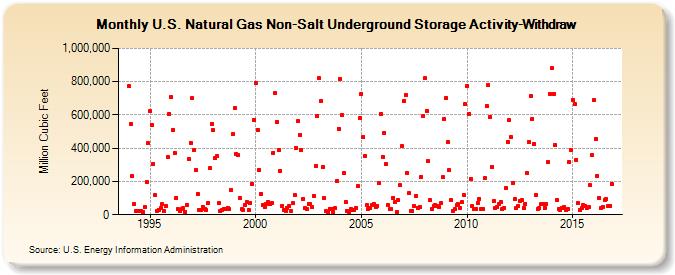 Monthly U.S. Natural Gas Non-Salt Underground Storage Activity-Withdraw
Million Cubic Feet
1,000,000
800,000
600,000
400,000
200,000
0
1995 2000 2005 2010 2015
Source: U.S. Energy Information Administration